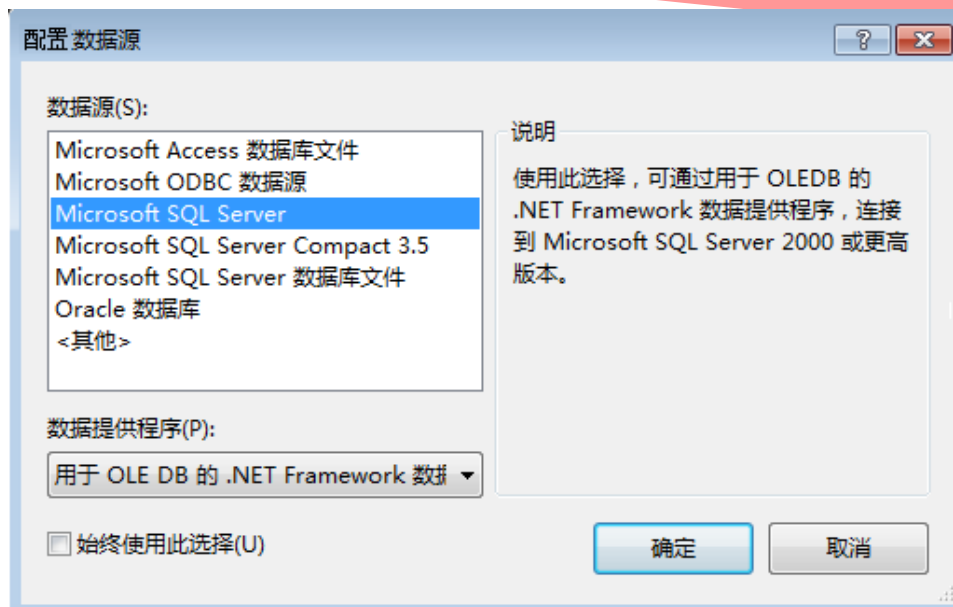 配置数据源
数据源(S):
Microsoft Access 数据库文件
Microsoft ODBC 数据源
Microsoft SQL Server
Microsoft SQL Server Compact 3.5
Microsoft SQL Server 数据库文件
Oracle 数据库
<其他>
数据提供程序(P):
用于 OLE DB 的 .NET Framework 数据
始终使用此选择(U)
说明
使用此选择，可通过用于 OLEDB 的
.NET Framework 数据提供程序，连接
到 Microsoft SQL Server 2000 或更高
版本。
确定
取消